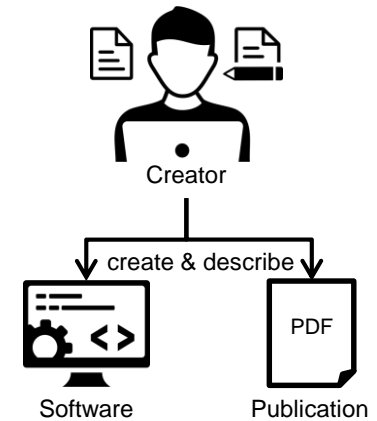 Creator
create & describe
< >
PDF
Software
Publication